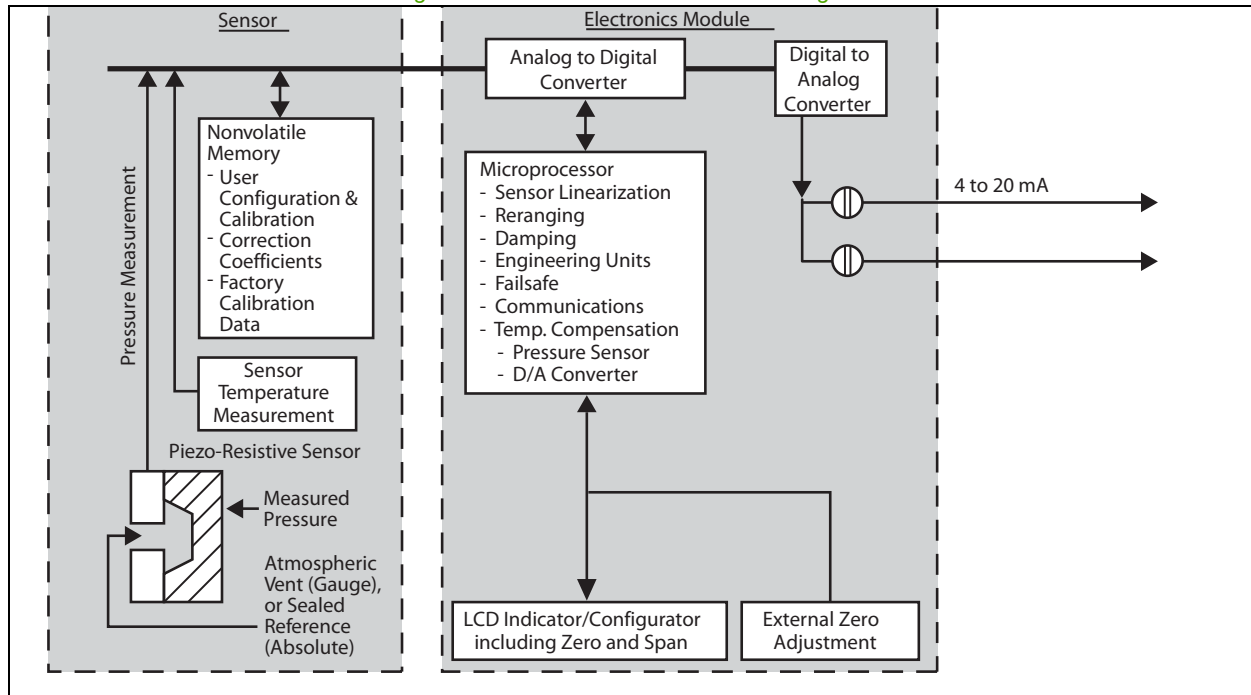 Sensor
Pressure Measurement
Nonvolatile
Memory
- User
Configuration &
Calibration
- Correction
Coefficients
- Factory
Calibration
Data
Sensor
Temperature
Measurement
Piezo-Resistive Sensor
Measured
Pressure
Atmospheric
Vent (Gauge),
or Sealed
Reference
(Absolute)
Electronics Module
Analog to Digital
Converter
Digital to
Analog
Converter
Microprocessor
- Sensor Linearization
- Reranging
- Damping
- Engineering Units
- Failsafe
- Communications
- Temp. Compensation
- Pressure Sensor
- D/A Converter
4 to 20 mA
LCD Indicator/Configurator
including Zero and Span
External Zero
Adjustment